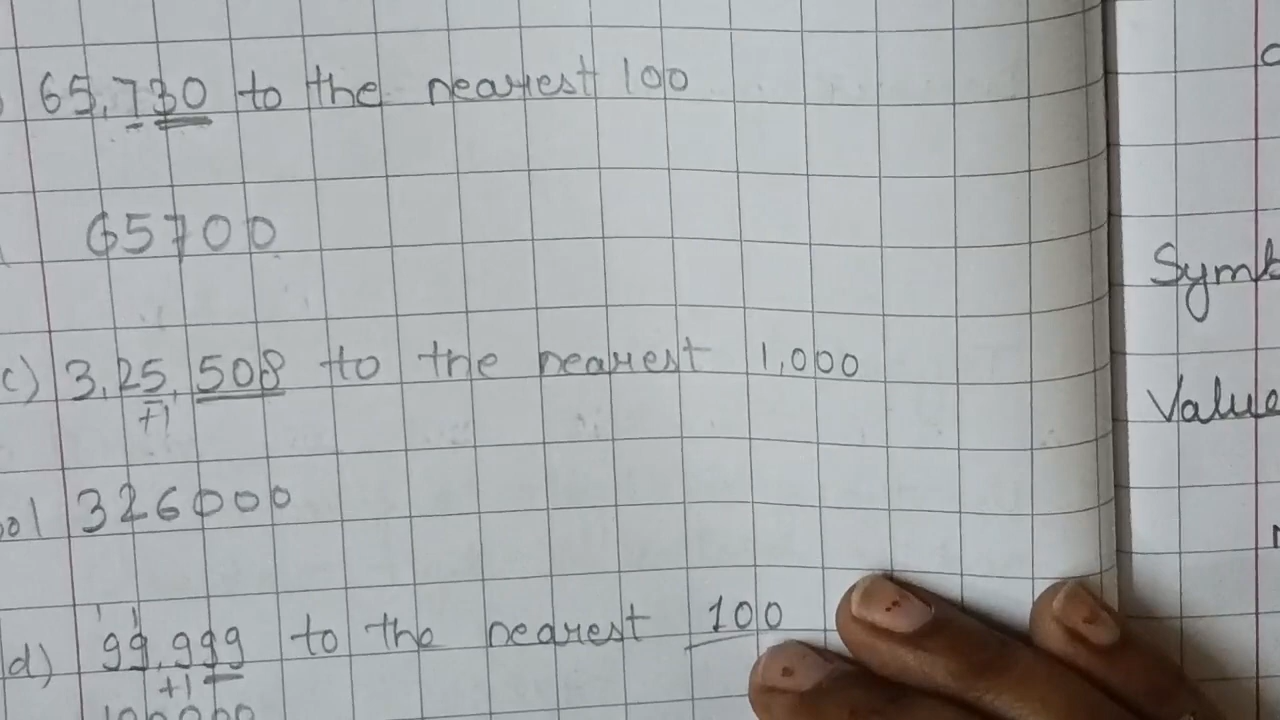 65,730 to the nearest 100
65700
c) 3,25,508 to the nearest 1,000
+1
326000
d) 99,999 to the nearest 100
+1
100000
Symb
Value